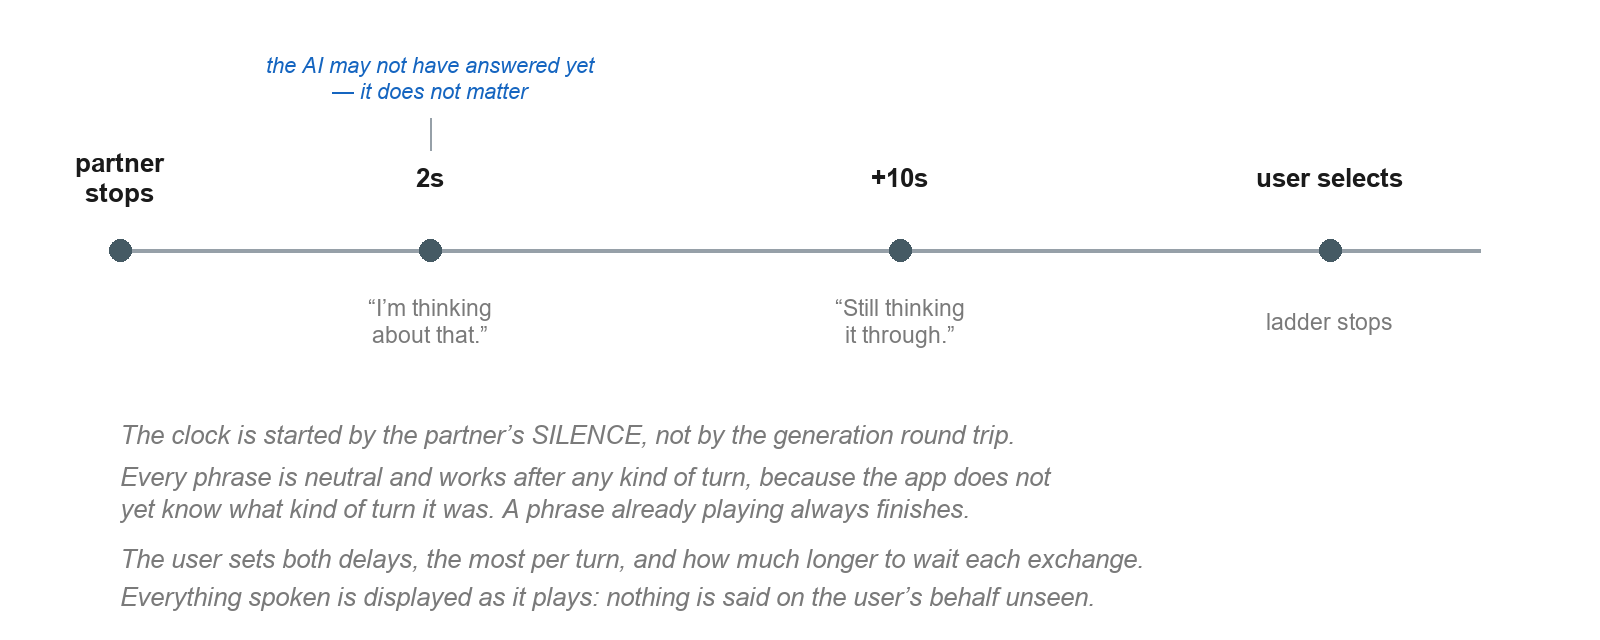 the AI may not have answered yet
— it does not matter
partner
stops
2s
+10s
user selects
“I’m thinking
about that.”
“Still thinking
it through.”
ladder stops
The clock is started by the partner’s SILENCE, not by the generation round trip.
Every phrase is neutral and works after any kind of turn, because the app does not
yet know what kind of turn it was. A phrase already playing always finishes.
The user sets both delays, the most per turn, and how much longer to wait each exchange.
Everything spoken is displayed as it plays: nothing is said on the user’s behalf unseen.